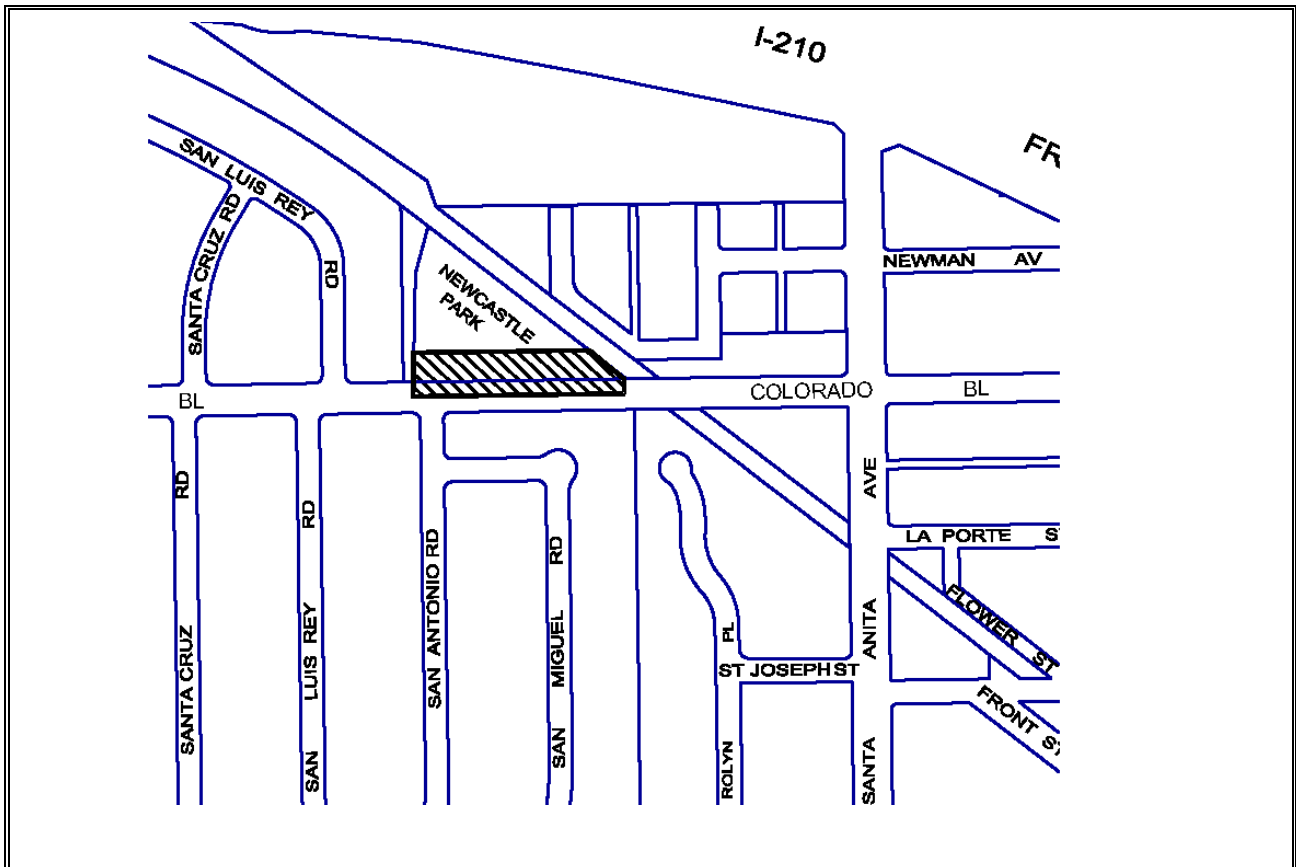 I-210
FR
SAN LUIS REY
RD
SANTA CRUZ RD
NEWCASTLE
PARK
NEWMAN AV
BL
COLORADO BL
SANTA CRUZ RD
SAN LUIS REY RD
SAN ANTONIO RD
SAN MIGUEL RD
ROLYN PL
ST JOSEPH ST
SANTA ANITA AVE
LA PORTE S
FLOWER ST
FRONT ST